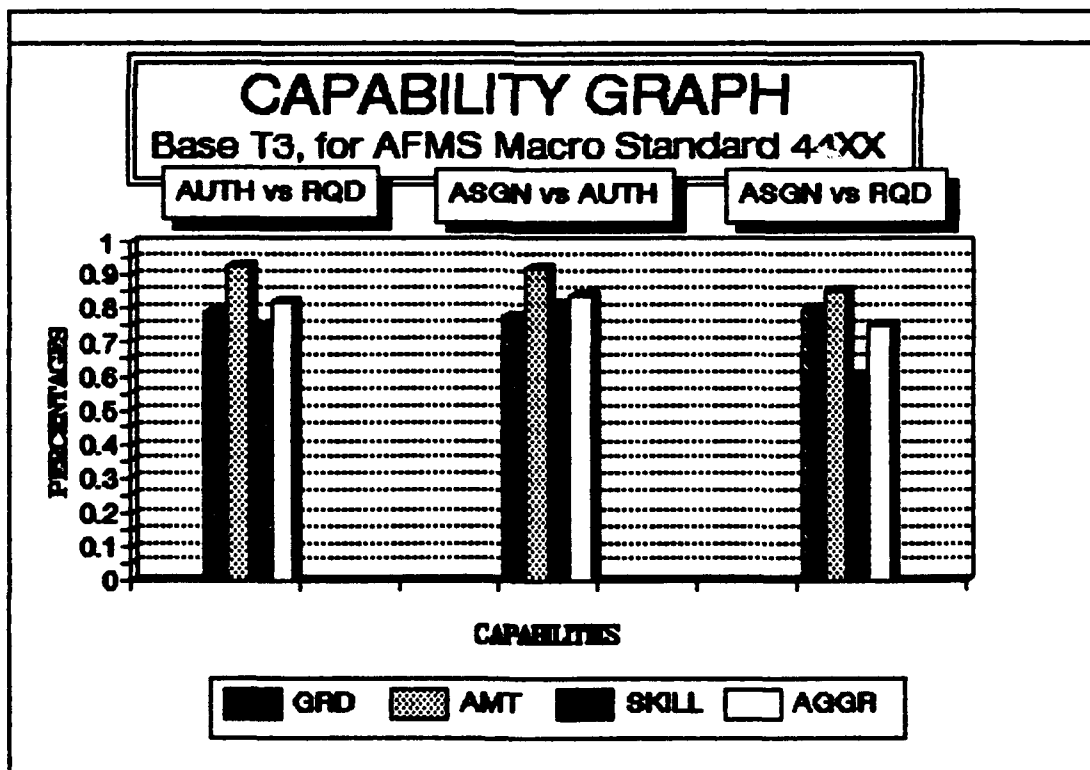 CAPABILITY GRAPH
Base T3, for AFMS Macro Standard 44XX
AUTH vs RQD ASGN vs AUTH ASGN vs RQD
1
0.9
0.8
0.7
0.6
0.5
0.4
0.3
0.2
0.1
0
PERCENTAGES
CAPABILITIES
GRD AMT SKILL AGGR